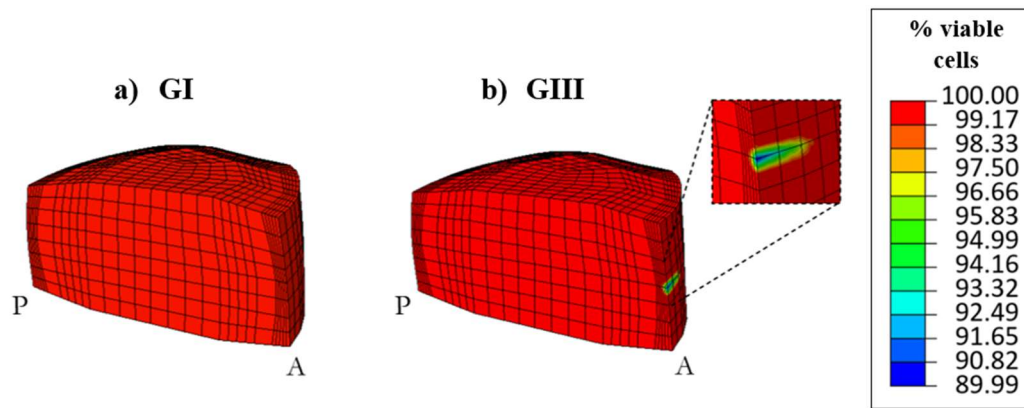 a) GI
b) GIII
P
A
P
A
% viable
cells
100.00
99.17
98.33
97.50
96.66
95.83
94.99
94.16
93.32
92.49
91.65
90.82
89.99